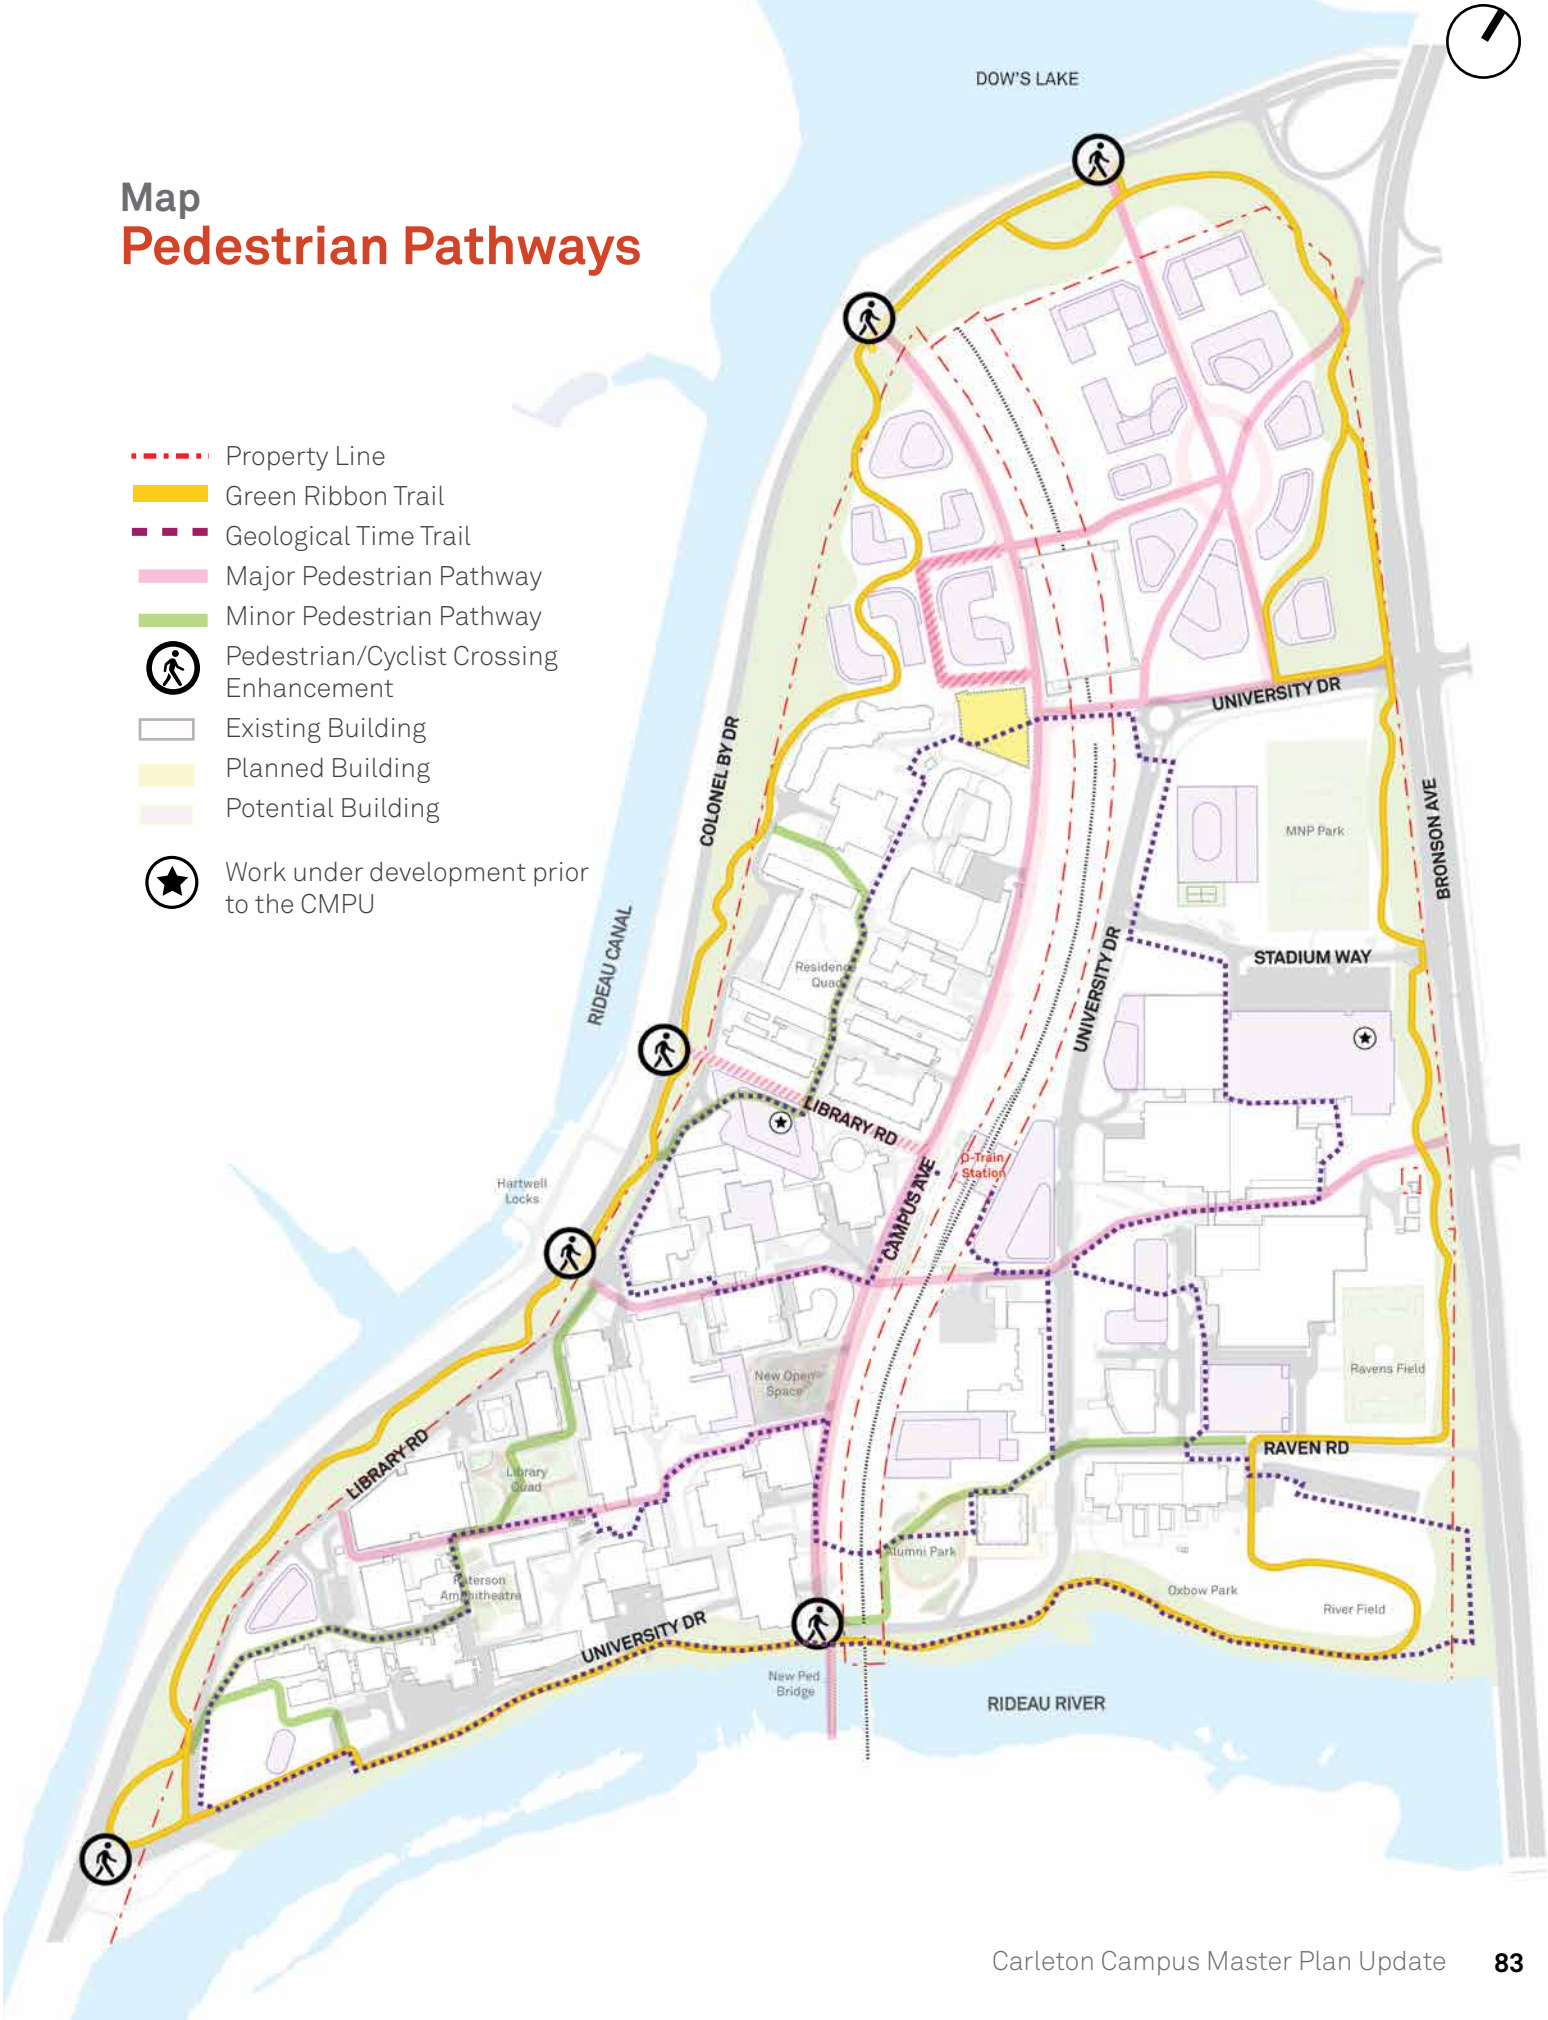 DOW'S LAKE
Map
Pedestrian Pathways
Property Line
Green Ribbon Trail
Geological Time Trail
Major Pedestrian Pathway
Minor Pedestrian Pathway
Pedestrian/Cyclist Crossing
Enhancement
Existing Building
Planned Building
Potential Building
Work under development prior
to the CMPU
UNIVERSITY DR
COLONEL BY DR
MNP Park
BRONSON AVE
RIDEAU CANAL
Residence
Quad
UNIVERSITY DR
STADIUM WAY
LIBRARY RD
O-Train
Station
CAMPUS AVE
Hartwell
Locks
New Open
Space
Ravens Field
LIBRARY RD
RAVEN RD
Library
Quad
Alumni Park
Paterson
Amphitheatre
Oxbow Park
River Field
UNIVERSITY DR
New Ped
Bridge
RIDEAU RIVER
Carleton Campus Master Plan Update 83